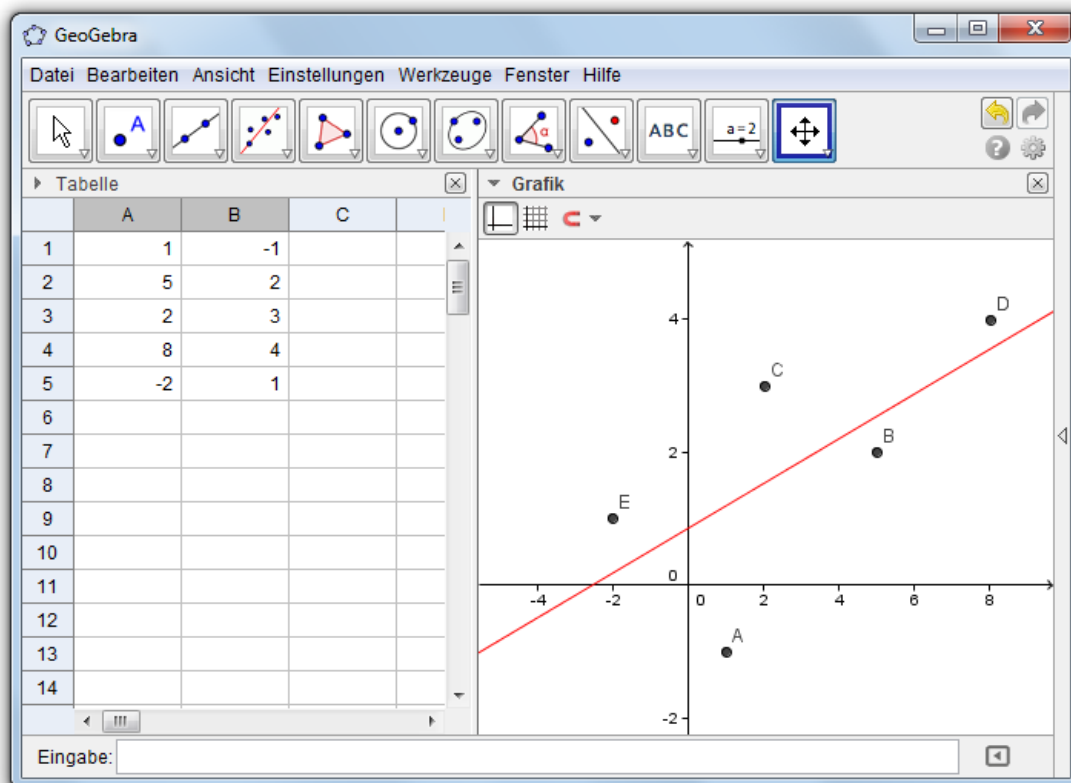 GeoGebra
Datei Bearbeiten Ansicht Einstellungen Werkzeuge Fenster Hilfe
A α ABC a=2
Tabelle
A B C
1 1 -1
2 5 2
3 2 3
4 8 4
5 -2 1
6
7
8
9
10
11
12
13
14
Grafik
D
4
C
B
2
E
0
-4 -2 0 2 4 6 8
A
-2
Eingabe: